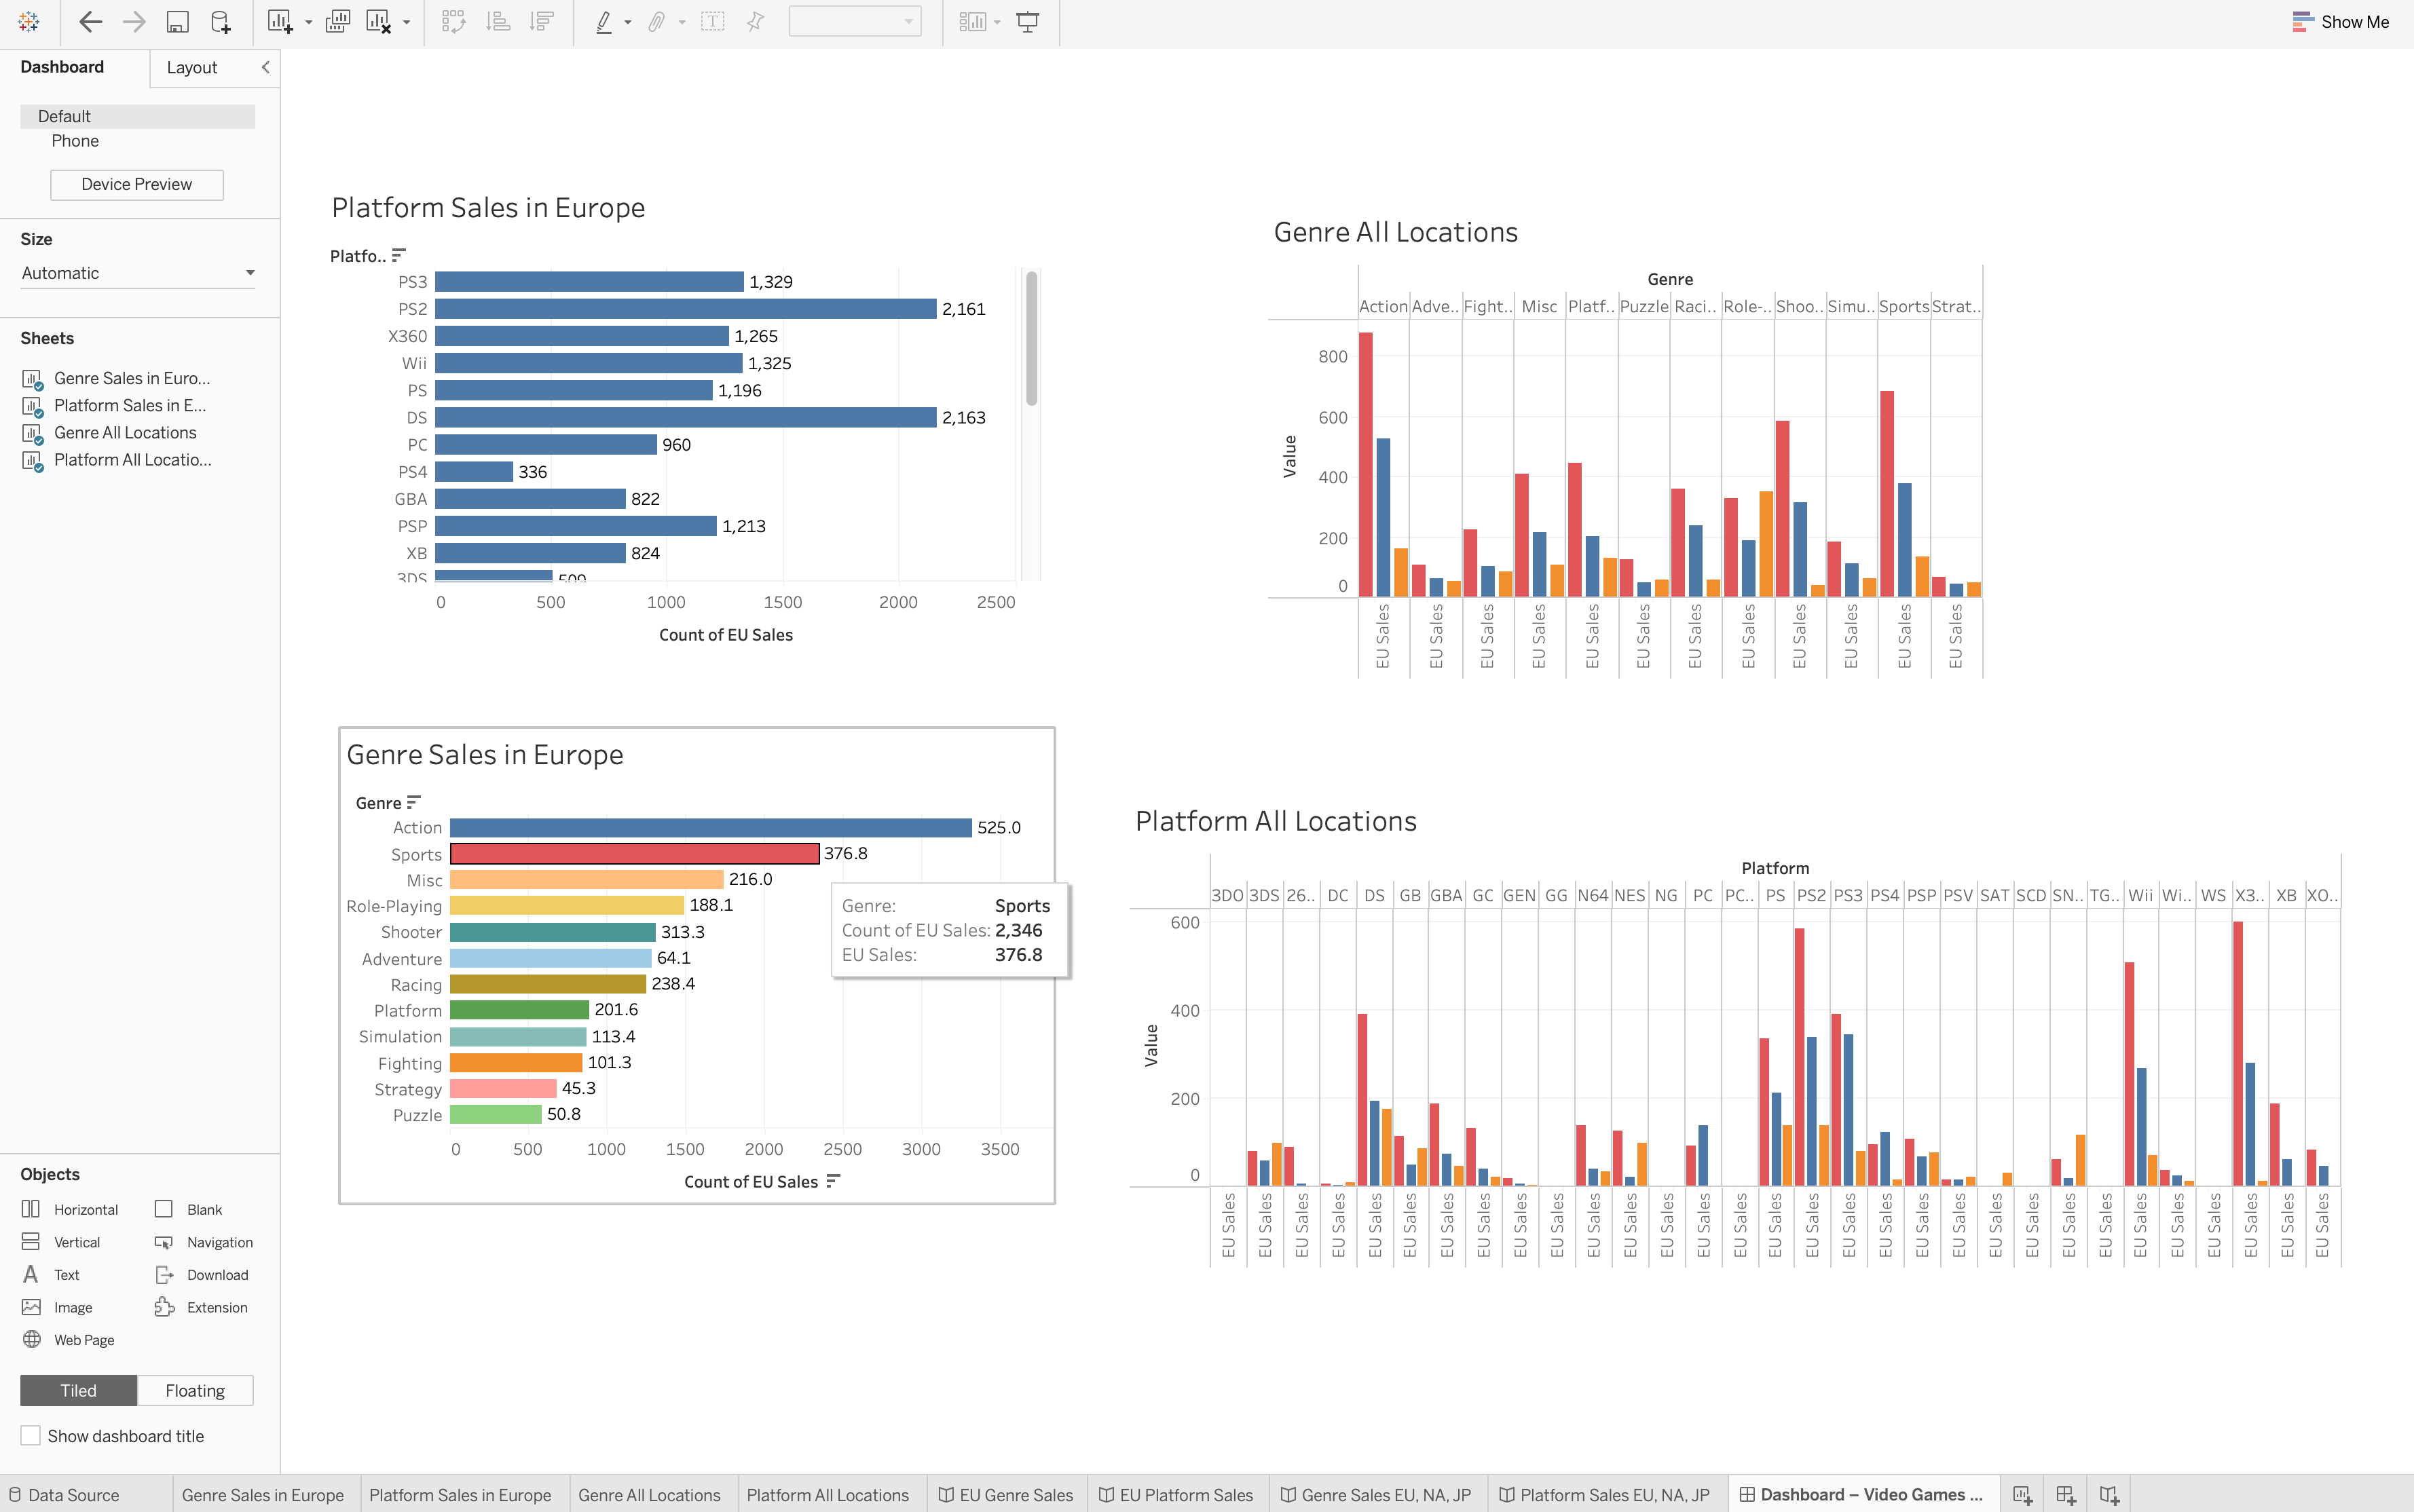 Show Me
Dashboard
Layout
Default
Phone
Device Preview
Size
Automatic
Sheets
Genre Sales in Euro...
Platform Sales in E...
Genre All Locations
Platform All Locatio...
Objects
Horizontal Blank
Vertical Navigation
Text Download
Image Extension
Web Page
Tiled Floating
Show dashboard title
Platform Sales in Europe
Platfo..
PS3 1,329
PS2 2,161
X360 1,265
Wii 1,325
PS 1,196
DS 2,163
PC 960
PS4 336
GBA 822
PSP 1,213
XB 824
3DS 509
0 500 1000 1500 2000 2500
Count of EU Sales
Genre All Locations
Genre
Action Adve.. Fight.. Misc Platf.. Puzzle Raci.. Role-.. Shoo.. Simu.. Sports Strat..
Value
800
600
400
200
0
EU Sales EU Sales EU Sales EU Sales EU Sales EU Sales EU Sales EU Sales EU Sales EU Sales EU Sales EU Sales
Genre Sales in Europe
Genre
Action 525.0
Sports 376.8
Misc 216.0
Role-Playing 188.1
Shooter 313.3
Adventure 64.1
Racing 238.4
Platform 201.6
Simulation 113.4
Fighting 101.3
Strategy 45.3
Puzzle 50.8
0 500 1000 1500 2000 2500 3000 3500
Count of EU Sales
Genre: Sports
Count of EU Sales: 2,346
EU Sales: 376.8
Platform All Locations
Platform
3DO 3DS 26.. DC DS GB GBA GC GEN GG N64 NES NG PC PC.. PS PS2 PS3 PS4 PSP PSV SAT SCD SN.. TG.. Wii Wi.. WS X3.. XB XO..
Value
600
400
200
0
EU Sales EU Sales EU Sales EU Sales EU Sales EU Sales EU Sales EU Sales EU Sales EU Sales EU Sales EU Sales EU Sales EU Sales EU Sales EU Sales EU Sales EU Sales EU Sales EU Sales EU Sales EU Sales EU Sales EU Sales EU Sales EU Sales EU Sales EU Sales EU Sales EU Sales EU Sales
Data Source Genre Sales in Europe Platform Sales in Europe Genre All Locations Platform All Locations EU Genre Sales EU Platform Sales Genre Sales EU, NA, JP Platform Sales EU, NA, JP Dashboard – Video Games ...